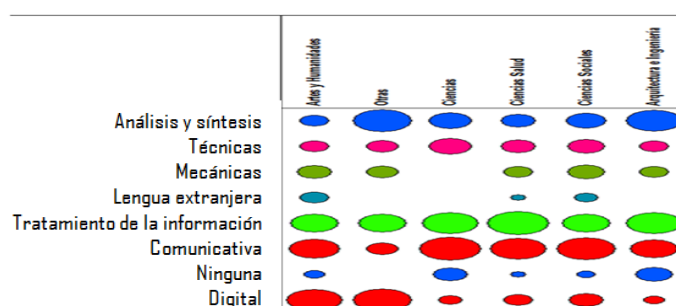 Artes y Humanidades
Otras
Ciencias
Ciencias Salud
Ciencias Sociales
Arquitectura e Ingeniería
Análisis y síntesis
Técnicas
Mecánicas
Lengua extranjera
Tratamiento de la información
Comunicativa
Ninguna
Digital